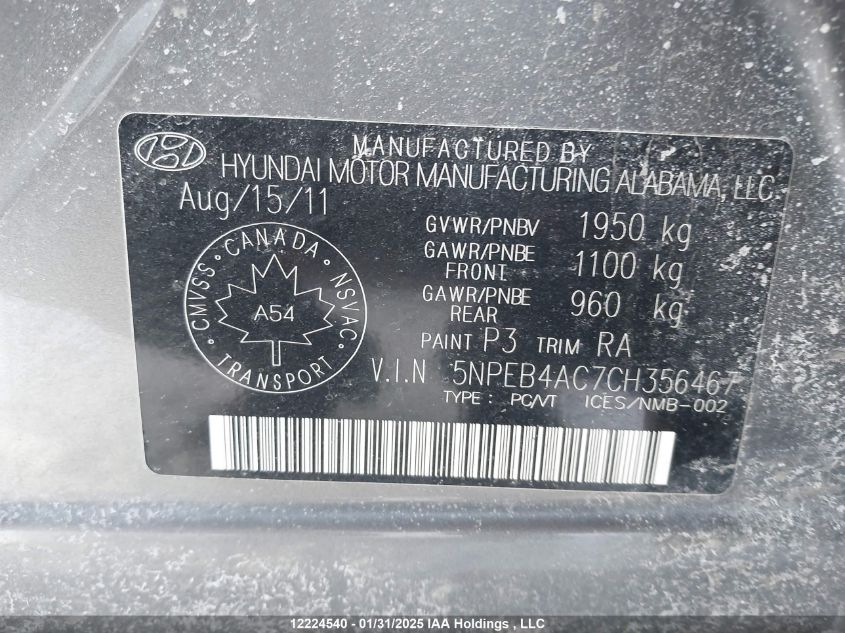 MANUFACTURED BY
HYUNDAI MOTOR MANUFACTURING ALABAMA, LLC
Aug/15/11
GVWR/PNBV 1950 kg
GAWR/PNBE FRONT 1100 kg
GAWR/PNBE REAR 960 kg
PAINT P3 TRIM RA
V.I.N 5NPEB4AC7CH356467
TYPE: PC/VT ICES/NMB-002
CMVSS • CANADA • NSVAC • TRANSPORT •
A54
12224540 - 01/31/2025 IAA Holdings , LLC